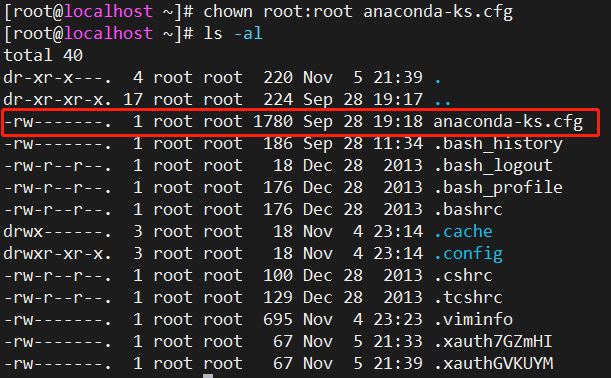 [root@localhost ~]# chown root:root anaconda-ks.cfg
[root@localhost ~]# ls -al
total 40
dr-xr-x---.  4 root root  220 Nov  5 21:39 .
dr-xr-xr-x. 17 root root  224 Sep 28 19:17 ..
-rw-------.  1 root root 1780 Sep 28 19:18 anaconda-ks.cfg
-rw-------.  1 root root  186 Sep 28 11:34 .bash_history
-rw-r--r--.  1 root root   18 Dec 28  2013 .bash_logout
-rw-r--r--.  1 root root  176 Dec 28  2013 .bash_profile
-rw-r--r--.  1 root root  176 Dec 28  2013 .bashrc
drwx------.  3 root root   18 Nov  4 23:14 .cache
drwxr-xr-x.  3 root root   18 Nov  4 23:14 .config
-rw-r--r--.  1 root root  100 Dec 28  2013 .cshrc
-rw-r--r--.  1 root root  129 Dec 28  2013 .tcshrc
-rw-------.  1 root root  695 Nov  4 23:23 .viminfo
-rw-------.  1 root root   67 Nov  5 21:33 .xauth7GZmHI
-rw-------.  1 root root   67 Nov  5 21:39 .xauthGVKUYM